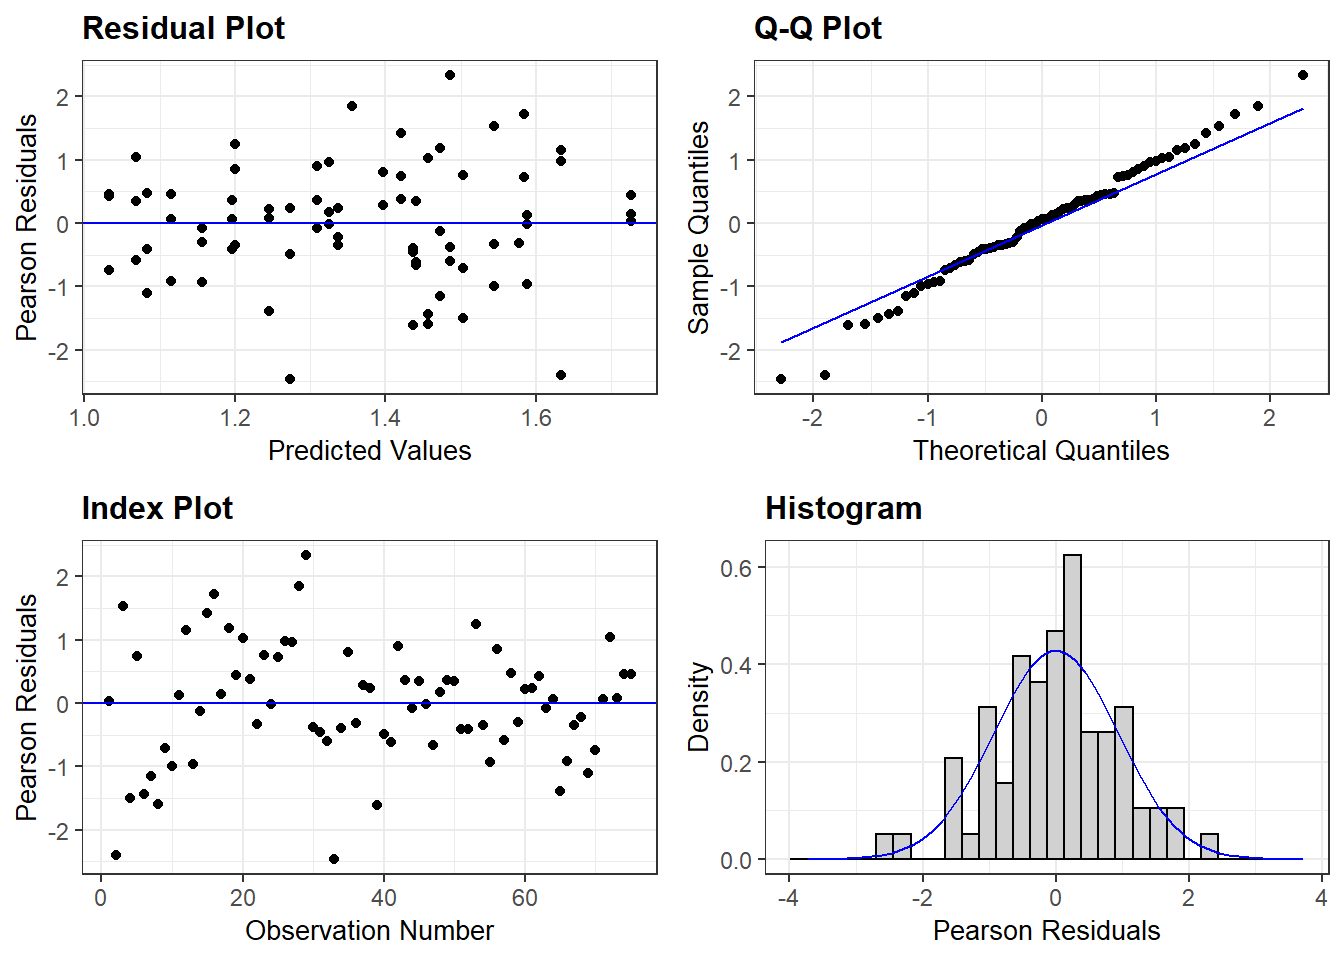 Residual Plot
Pearson Residuals
2
1
0
-1
-2
1.0 1.2 1.4 1.6
Predicted Values
Q-Q Plot
Sample Quantiles
2
1
0
-1
-2
-2 -1 0 1 2
Theoretical Quantiles
Index Plot
Pearson Residuals
2
1
0
-1
-2
0 20 40 60
Observation Number
Histogram
Density
0.6
0.4
0.2
0.0
-4 -2 0 2 4
Pearson Residuals